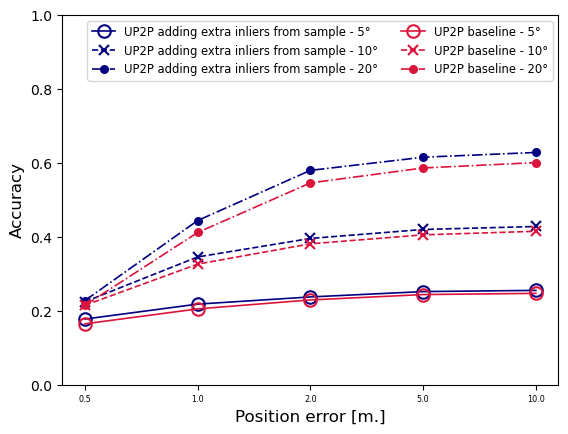 UP2P adding extra inliers from sample - 5°
UP2P adding extra inliers from sample - 10°
UP2P adding extra inliers from sample - 20°
UP2P baseline - 5°
UP2P baseline - 10°
UP2P baseline - 20°
1.0
0.8
0.6
0.4
0.2
0.0
Accuracy
0.5 1.0 2.0 5.0 10.0
Position error [m.]